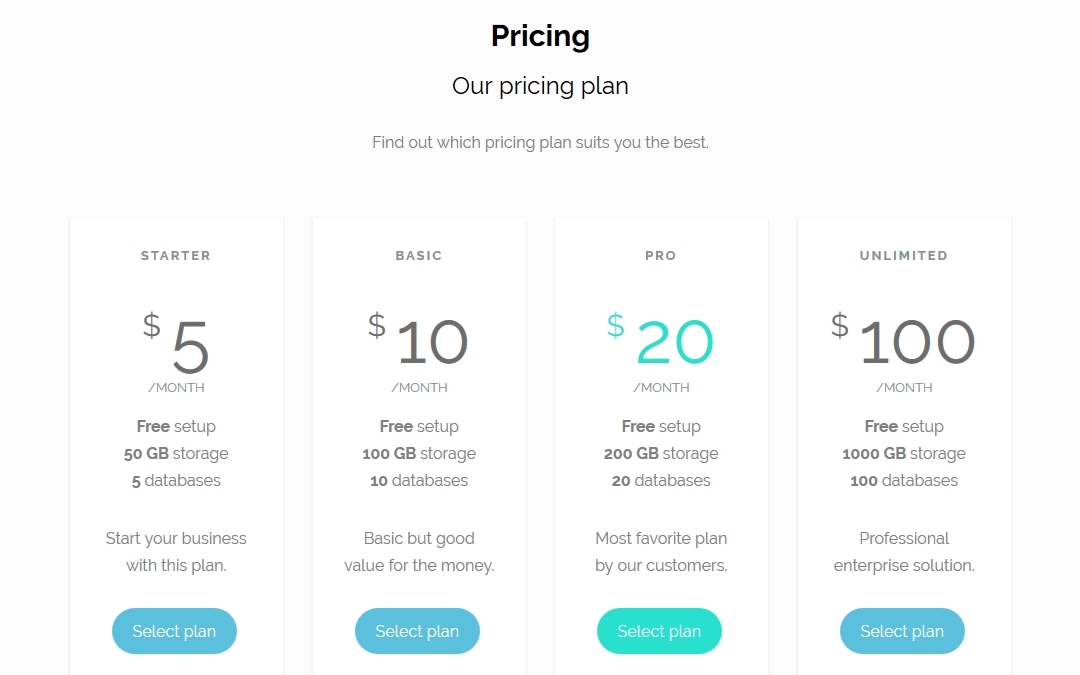 Pricing
Our pricing plan
Find out which pricing plan suits you the best.
STARTER
$ 5
/MONTH
Free setup
50 GB storage
5 databases
Start your business
with this plan.
Select plan
BASIC
$ 10
/MONTH
Free setup
100 GB storage
10 databases
Basic but good
value for the money.
Select plan
PRO
$ 20
/MONTH
Free setup
200 GB storage
20 databases
Most favorite plan
by our customers.
Select plan
UNLIMITED
$ 100
/MONTH
Free setup
1000 GB storage
100 databases
Professional
enterprise solution.
Select plan